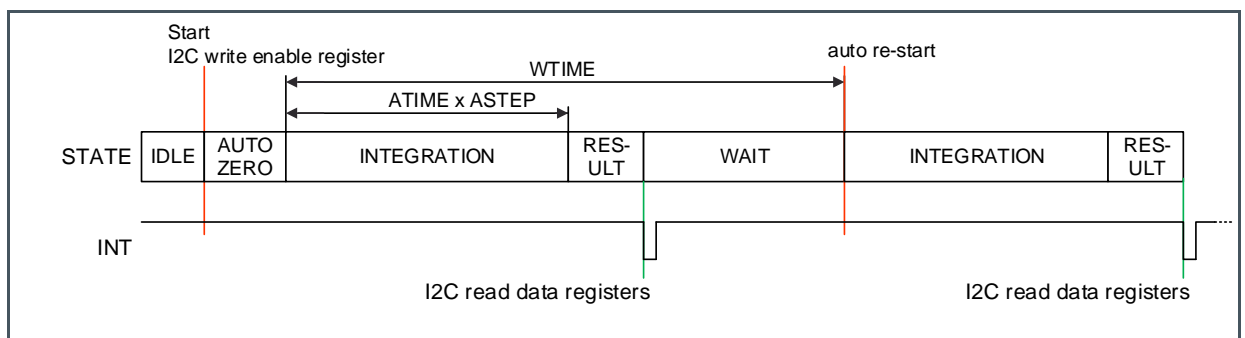 Start
I2C write enable register
auto re-start
WTIME
ATIME x ASTEP
STATE
IDLE
AUTO
ZERO
INTEGRATION
RES-
ULT
WAIT
INTEGRATION
RES-
ULT
INT
I2C read data registers
I2C read data registers